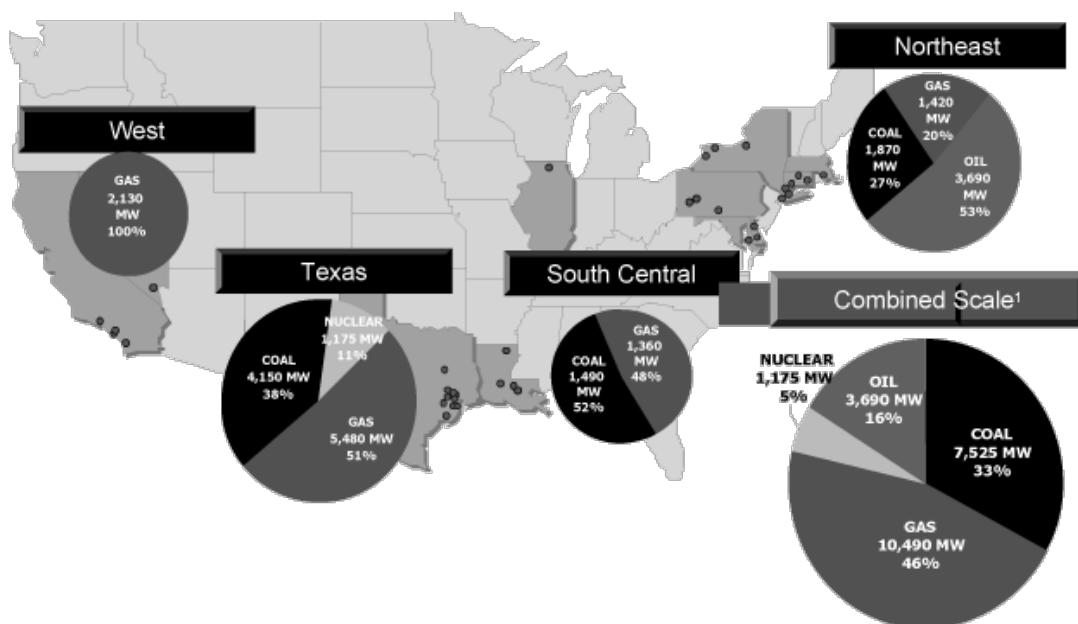 Northeast
GAS
1,420
MW
20%
COAL
1,870
MW
27%
OIL
3,690
MW
53%
West
GAS
2,130
MW
100%
Texas
NUCLEAR
1,175 MW
11%
COAL
4,150 MW
38%
GAS
5,480 MW
51%
South Central
GAS
1,360
MW
48%
COAL
1,490
MW
52%
Combined Scale¹
NUCLEAR
1,175 MW
5%
OIL
3,690 MW
16%
COAL
7,525 MW
33%
GAS
10,490 MW
46%